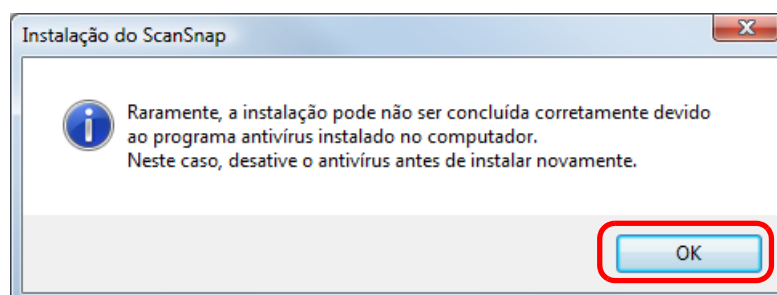 Instalação do ScanSnap
Raramente, a instalação pode não ser concluída corretamente devido
ao programa antivírus instalado no computador.
Neste caso, desative o antivírus antes de instalar novamente.
OK